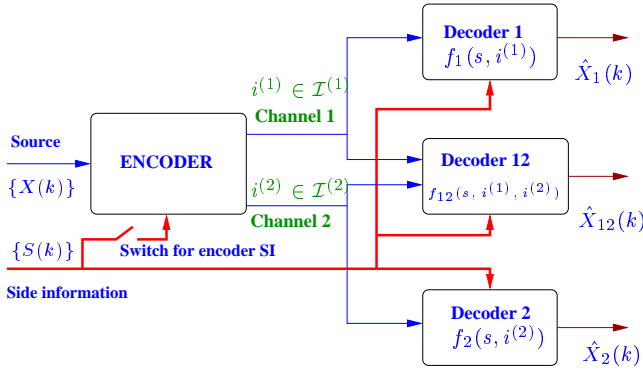 Decoder 1
f₁(s, i⁽¹⁾)
X̂₁(k)
i⁽¹⁾ ∈ 𝓘⁽¹⁾
Channel 1
Source
{X(k)}
ENCODER
Decoder 12
f₁₂(s, i⁽¹⁾, i⁽²⁾)
X̂₁₂(k)
i⁽²⁾ ∈ 𝓘⁽²⁾
Channel 2
{S(k)}
Switch for encoder SI
Side information
Decoder 2
f₂(s, i⁽²⁾)
X̂₂(k)